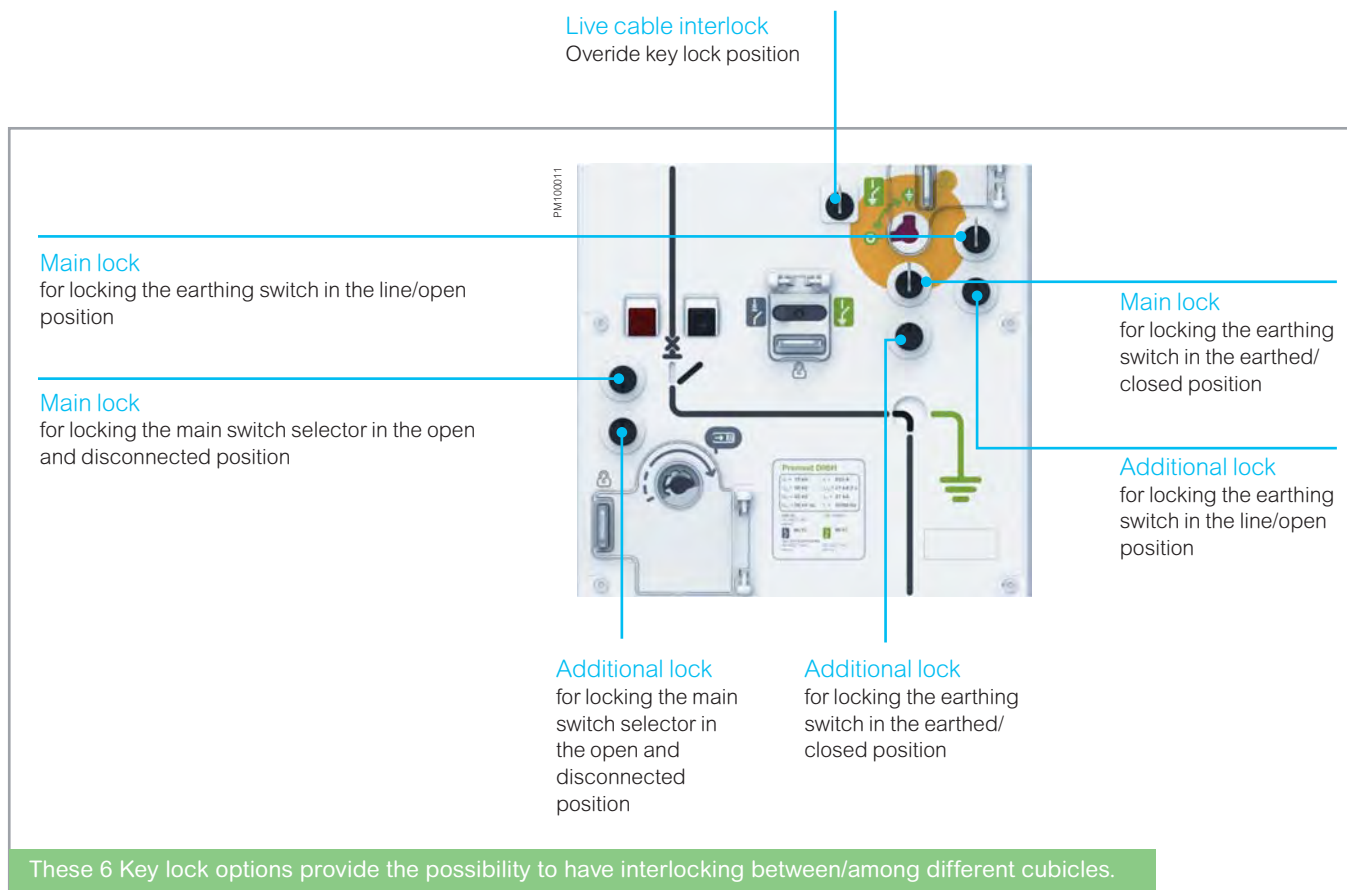 Live cable interlock
Overide key lock position
PM100011
Main lock
for locking the earthing switch in the line/open
position
Main lock
for locking the main switch selector in the open
and disconnected position
Main lock
for locking the earthing
switch in the earthed/
closed position
Additional lock
for locking the earthing
switch in the line/open
position
Additional lock
for locking the main
switch selector in
the open and
disconnected
position
Additional lock
for locking the earthing
switch in the earthed/
closed position
These 6 Key lock options provide the possibility to have interlocking between/among different cubicles.